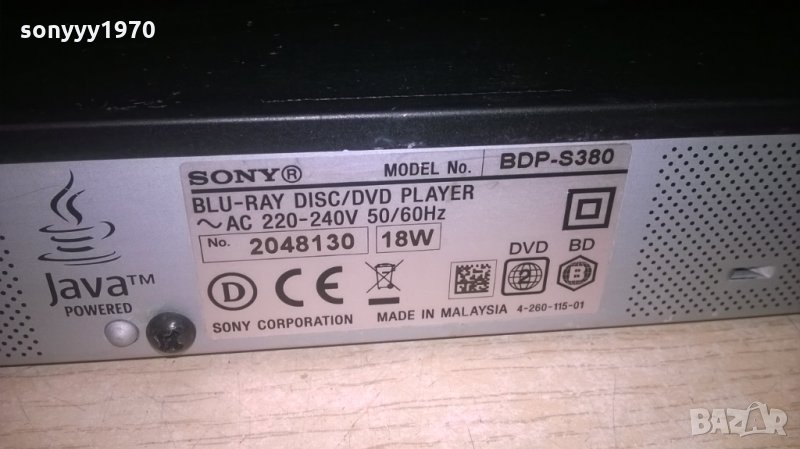 sonyyy1970
SONY® MODEL No. BDP-S380
BLU-RAY DISC/DVD PLAYER
~AC 220-240V 50/60Hz
No. 2048130 18W
DVD BD
D CE 2 B
SONY CORPORATION MADE IN MALAYSIA 4-260-115-01
Java™
POWERED
BAZAR